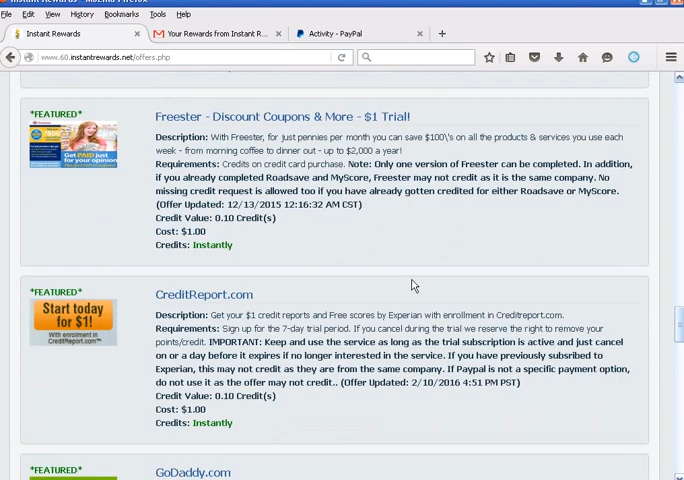 Instant Rewards - Mozilla Firefox
File Edit View History Bookmarks Tools Help
Instant Rewards × Your Rewards from Instant R... × Activity - PayPal × +
www.60.instantrewards.net/offers.php
*FEATURED*
Freester - Discount Coupons & More - $1 Trial!
Description: With Freester, for just pennies per month you can save $100\'s on all the products & services you use each
week - from morning coffee to dinner out - up to $2,000 a year!
Requirements: Credits on credit card purchase. Note: Only one version of Freester can be completed. In addition,
if you already completed Roadsave and MyScore, Freester may not credit as it is the same company. No
missing credit request is allowed too if you have already gotten credited for either Roadsave or MyScore.
(Offer Updated: 12/13/2015 12:16:32 AM CST)
Credit Value: 0.10 Credit(s)
Cost: $1.00
Credits: Instantly
Get PAID just
for your opinion
*FEATURED*
CreditReport.com
Start today
for $1!
With enrollment in
CreditReport.com™
Description: Get your $1 credit reports and Free scores by Experian with enrollment in Creditreport.com.
Requirements: Sign up for the 7-day trial period. If you cancel during the trial we reserve the right to remove your
points/credit. IMPORTANT: Keep and use the service as long as the trial subscription is active and just cancel
on or a day before it expires if no longer interested in the service. If you have previously subsribed to
Experian, this may not credit as they are from the same company. If Paypal is not a specific payment option,
do not use it as the offer may not credit.. (Offer Updated: 2/10/2016 4:51 PM PST)
Credit Value: 0.10 Credit(s)
Cost: $1.00
Credits: Instantly
*FEATURED*
GoDaddy.com